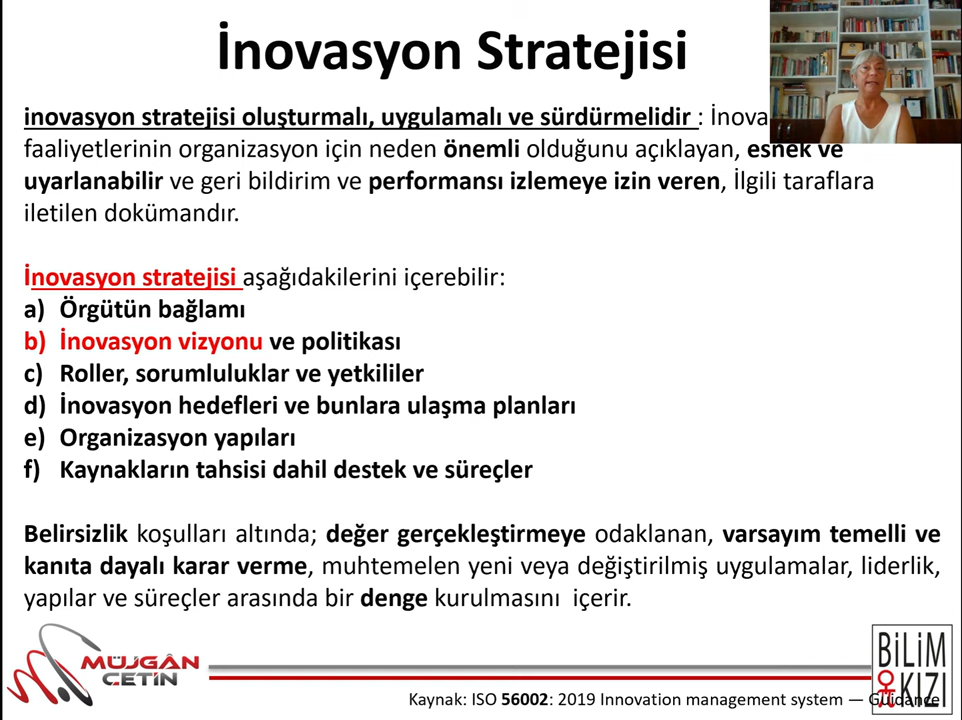 İnovasyon Stratejisi
inovasyon stratejisi oluşturmalı, uygulamalı ve sürdürmelidir : İnova
faaliyetlerinin organizasyon için neden önemli olduğunu açıklayan, esnek ve
uyarlanabilir ve geri bildirim ve performansı izlemeye izin veren, İlgili taraflara
iletilen dokümandır.
İnovasyon stratejisi aşağıdakilerini içerebilir:
a) Örgütün bağlamı
b) İnovasyon vizyonu ve politikası
c) Roller, sorumluluklar ve yetkililer
d) İnovasyon hedefleri ve bunlara ulaşma planları
e) Organizasyon yapıları
f) Kaynakların tahsisi dahil destek ve süreçler
Belirsizlik koşulları altında; değer gerçekleştirmeye odaklanan, varsayım temelli ve
kanıta dayalı karar verme, muhtemelen yeni veya değiştirilmiş uygulamalar, liderlik,
yapılar ve süreçler arasında bir denge kurulmasını içerir.
MÜJGÂN
ÇETİN
BİLİM
KIZI
Kaynak: ISO 56002: 2019 Innovation management system — Guidance